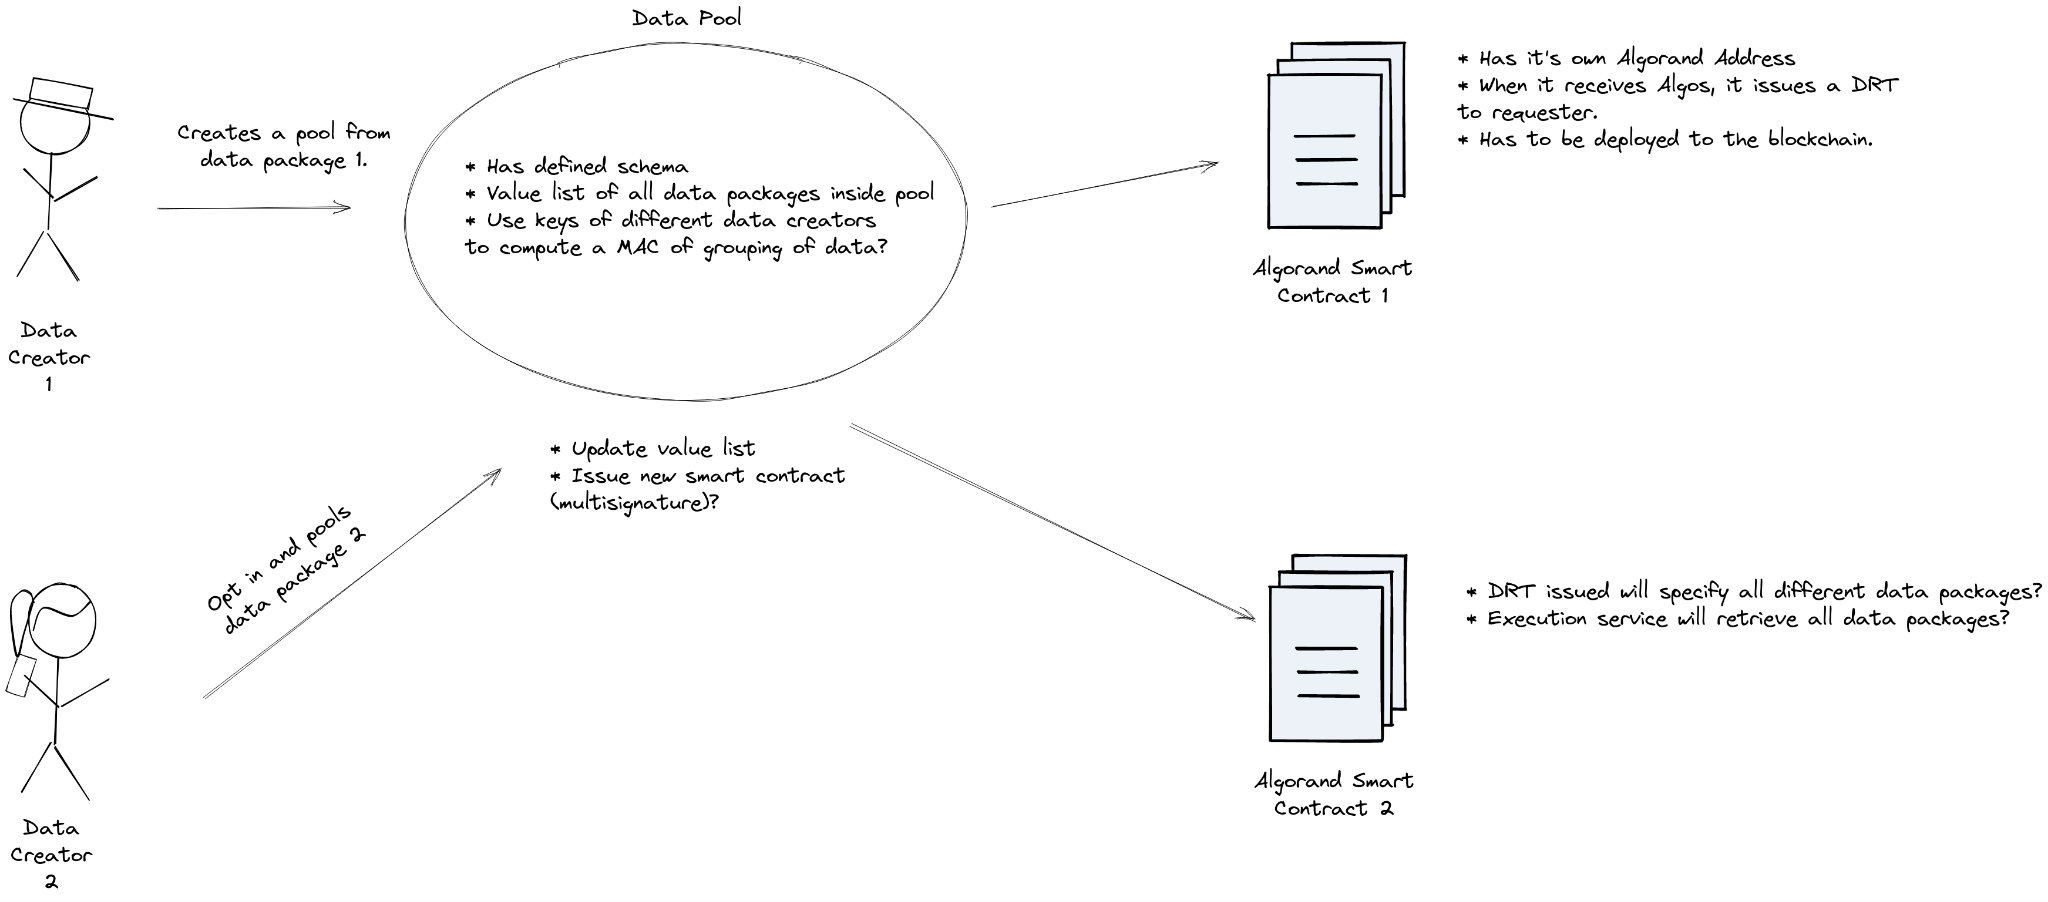 Data Pool
Creates a pool from
data package 1.
* Has defined schema
* Value list of all data packages inside pool
* Use keys of different data creators
to compute a MAC of grouping of data?
* Has it's own Algorand Address
* When it receives Algos, it issues a DRT
to requester.
* Has to be deployed to the blockchain.
Algorand Smart
Contract 1
Data
Creator
1
* Update value list
* Issue new smart contract
(multisignature)?
Opt in and pools
data package 2
* DRT issued will specify all different data packages?
* Execution service will retrieve all data packages?
Algorand Smart
Contract 2
Data
Creator
2